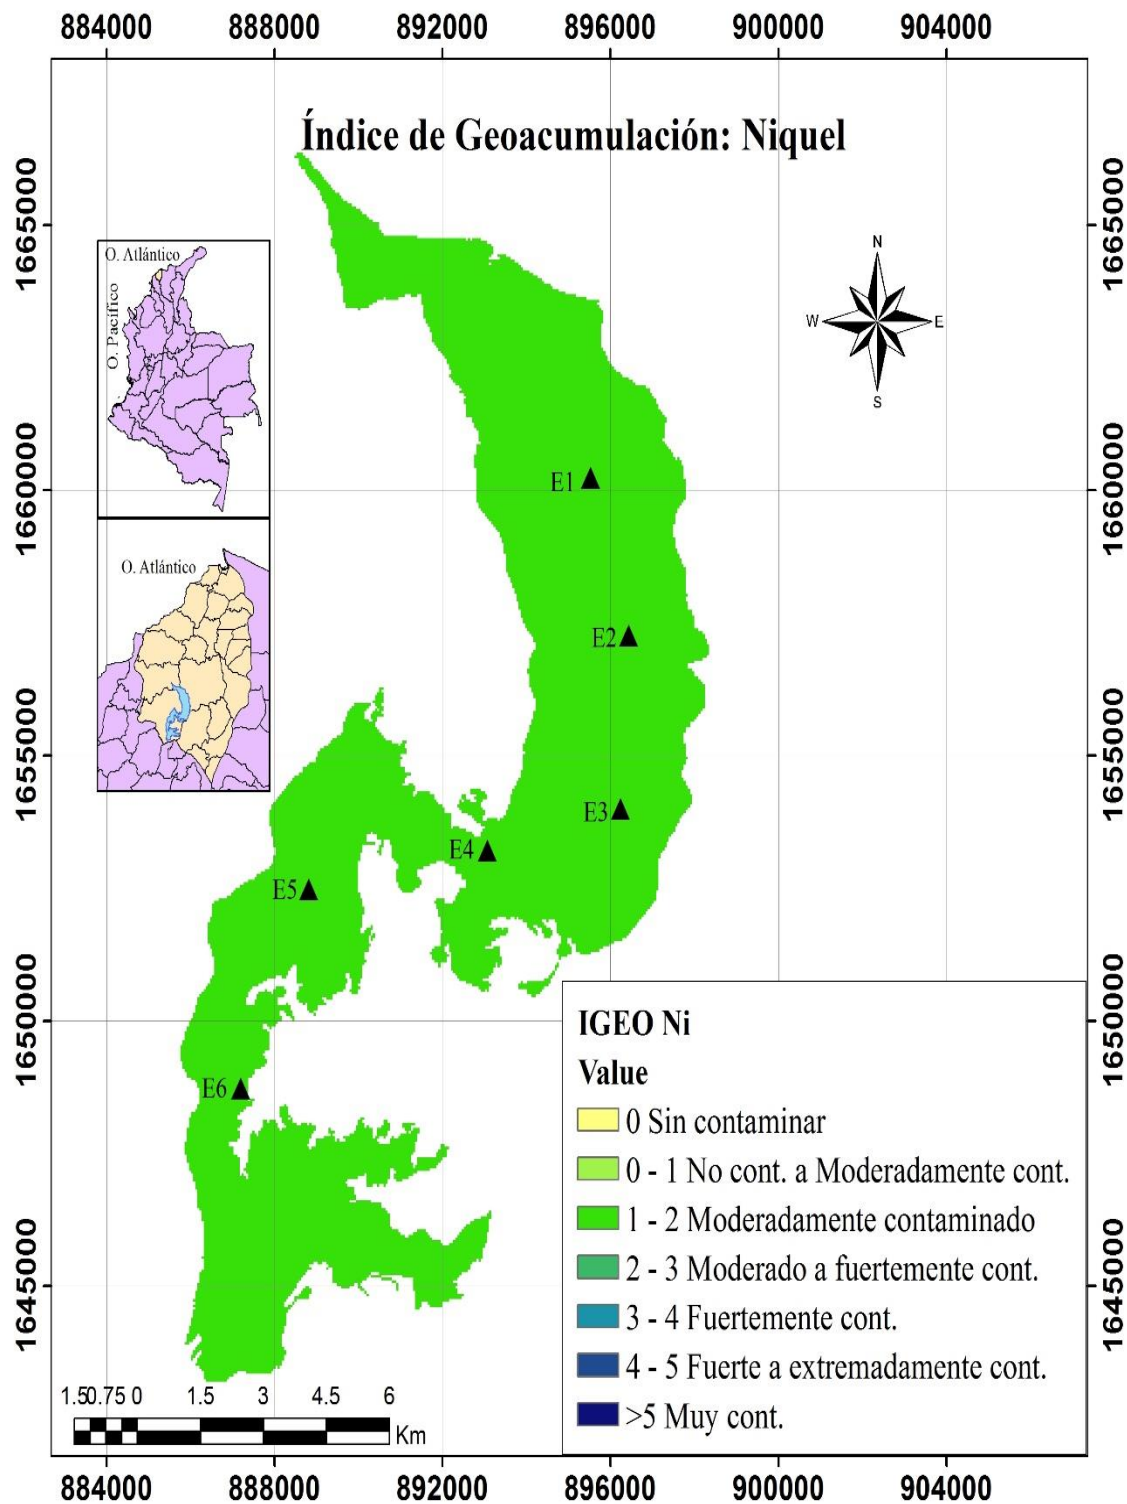 884000 888000 892000 896000 900000 904000
Índice de Geoacumulación: Niquel
1665000
1665000
O. Atlántico
O. Pacífico
N
W
E
S
E1
1660000
1660000
O. Atlántico
E2
1655000
1655000
E3
E4
E5
1650000
1650000
E6
IGEO Ni
Value
0 Sin contaminar
0 - 1 No cont. a Moderadamente cont.
1 - 2 Moderadamente contaminado
2 - 3 Moderado a fuertemente cont.
3 - 4 Fuertemente cont.
4 - 5 Fuerte a extremadamente cont.
>5 Muy cont.
1645000
1645000
1.5 0.75 0 1.5 3 4.5 6
Km
884000 888000 892000 896000 900000 904000